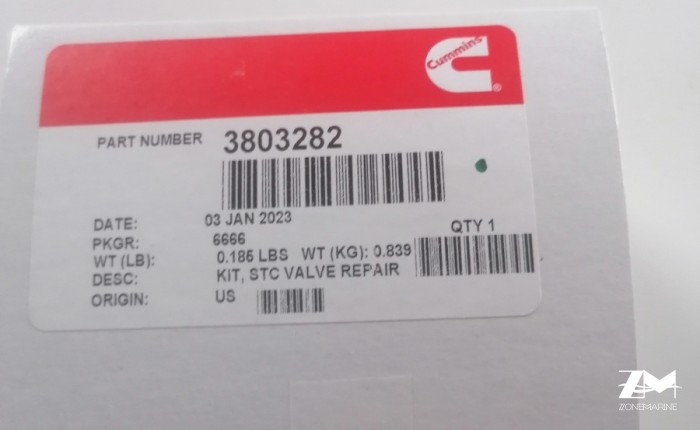 Cummins
PART NUMBER 3803282
DATE: 03 JAN 2023
QTY 1
PKGR: 6666
WT (LB): 0.185 LBS WT (KG): 0.839
DESC: KIT, STC VALVE REPAIR
ORIGIN: US
ZM
ZONEMARINE